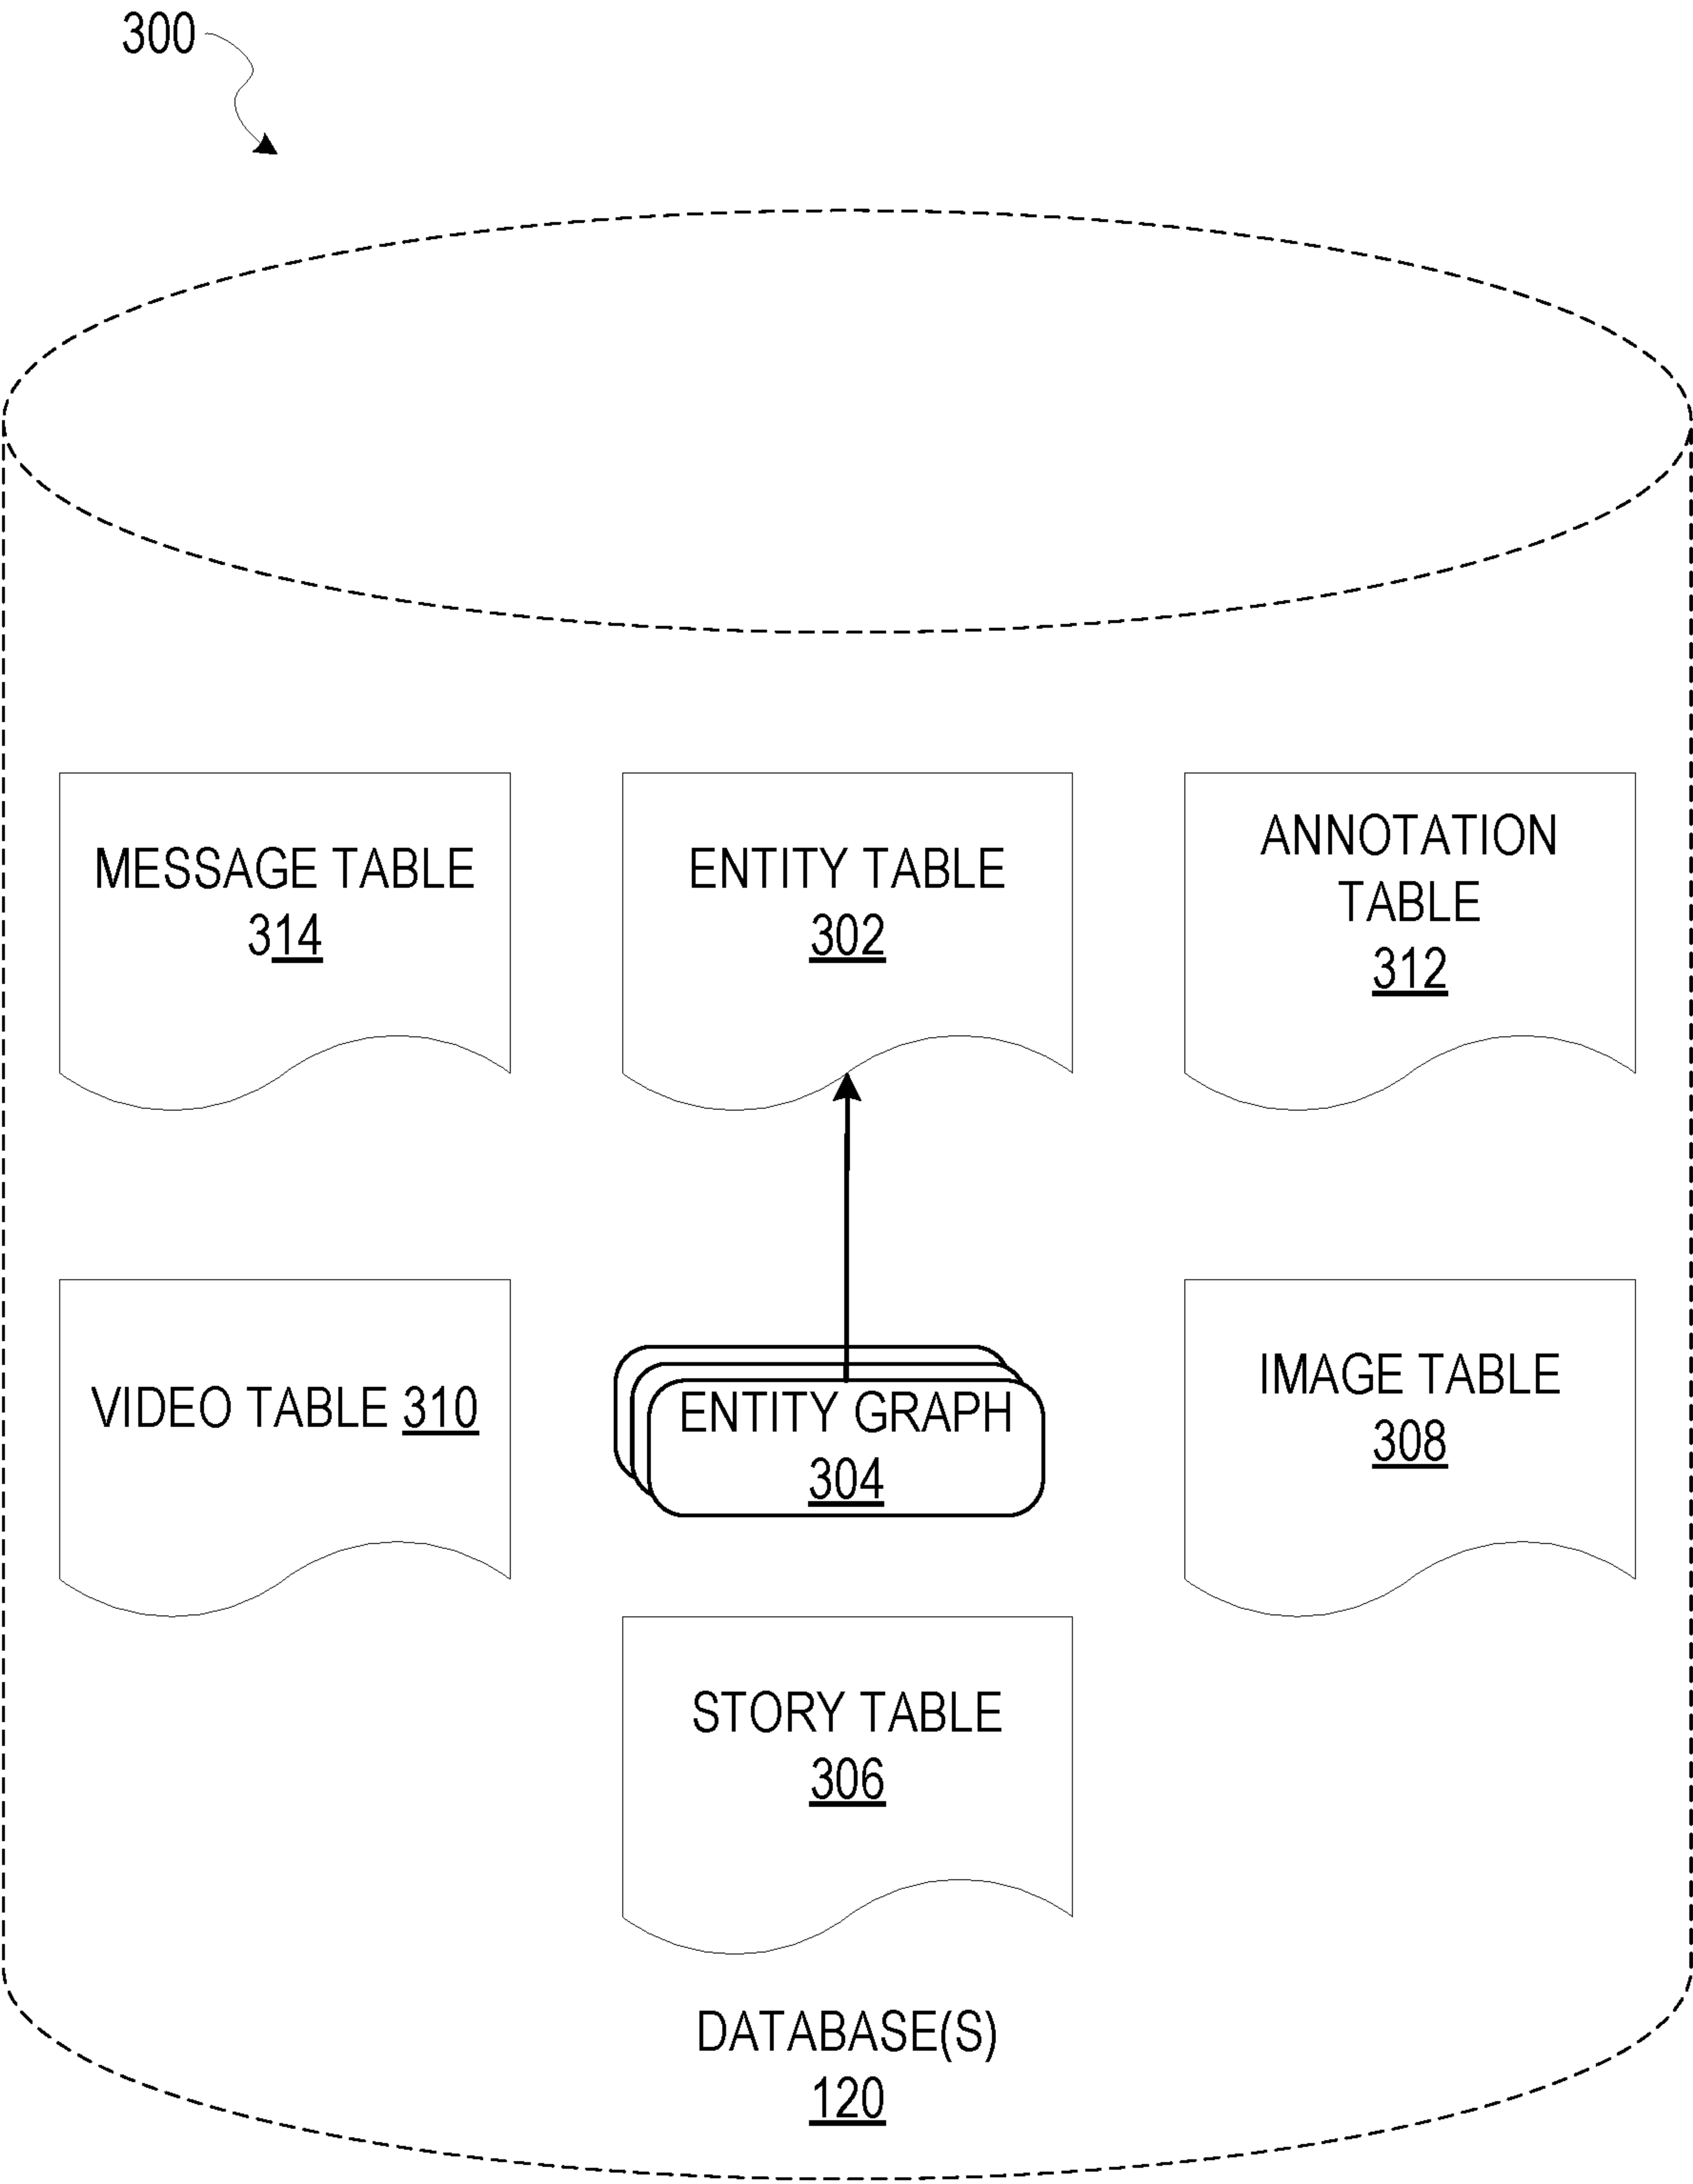 300
MESSAGE TABLE
314
ENTITY TABLE
302
ANNOTATION
TABLE
312
VIDEO TABLE 310
ENTITY GRAPH
304
IMAGE TABLE
308
STORY TABLE
306
DATABASE(S)
120